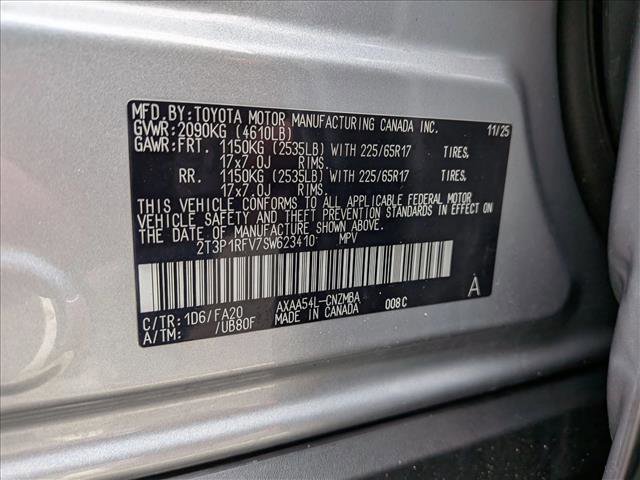 MFD.BY:TOYOTA MOTOR MANUFACTURING CANADA INC. 11/25
GVWR:2090KG (4610LB)
GAWR:FRT. 1150KG (2535LB) WITH 225/65R17 TIRES,
17x7.0J RIMS,
RR. 1150KG (2535LB) WITH 225/65R17 TIRES,
17x7.0J RIMS.
THIS VEHICLE CONFORMS TO ALL APPLICABLE FEDERAL MOTOR
VEHICLE SAFETY AND THEFT PREVENTION STANDARDS IN EFFECT ON
THE DATE OF MANUFACTURE SHOWN ABOVE.
2T3P1RFV7SW623410 MPV
C/TR: 1D6/FA20 AXAA54L-CNZMBA 008C A
A/TM: /UB80F MADE IN CANADA